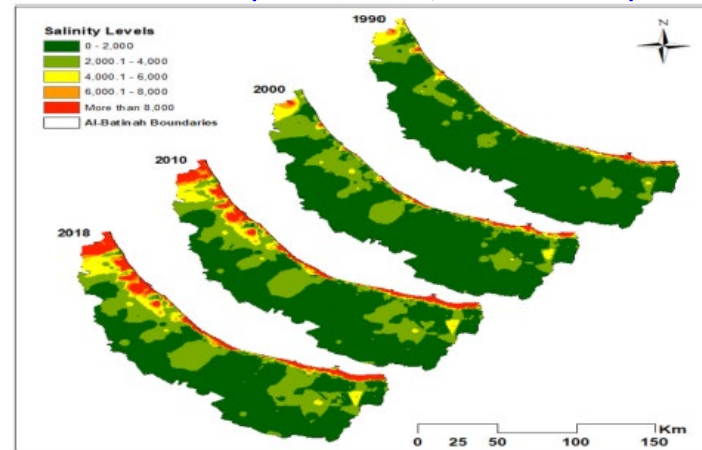 Salinity Levels
0 - 2,000
2,000.1 - 4,000
4,000.1 - 6,000
6,000.1 - 8,000
More than 8,000
Al-Batinah Boundaries
1990
N
2000
2010
2018
Km
0 25 50 100 150